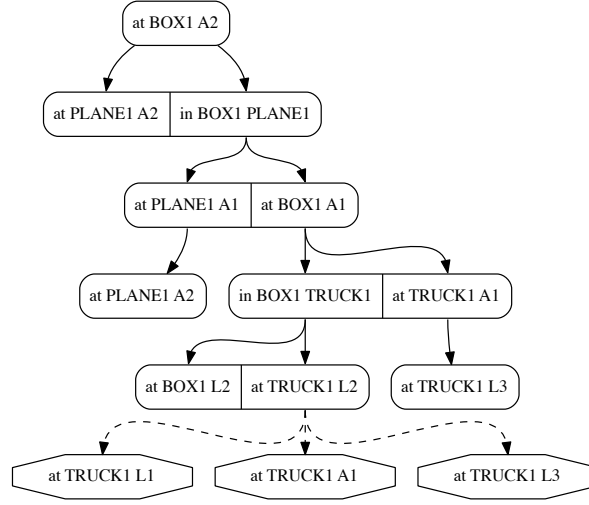 at BOX1 A2
at PLANE1 A2 in BOX1 PLANE1
at PLANE1 A1 at BOX1 A1
at PLANE1 A2 in BOX1 TRUCK1 at TRUCK1 A1
at BOX1 L2 at TRUCK1 L2 at TRUCK1 L3
at TRUCK1 L1 at TRUCK1 A1 at TRUCK1 L3